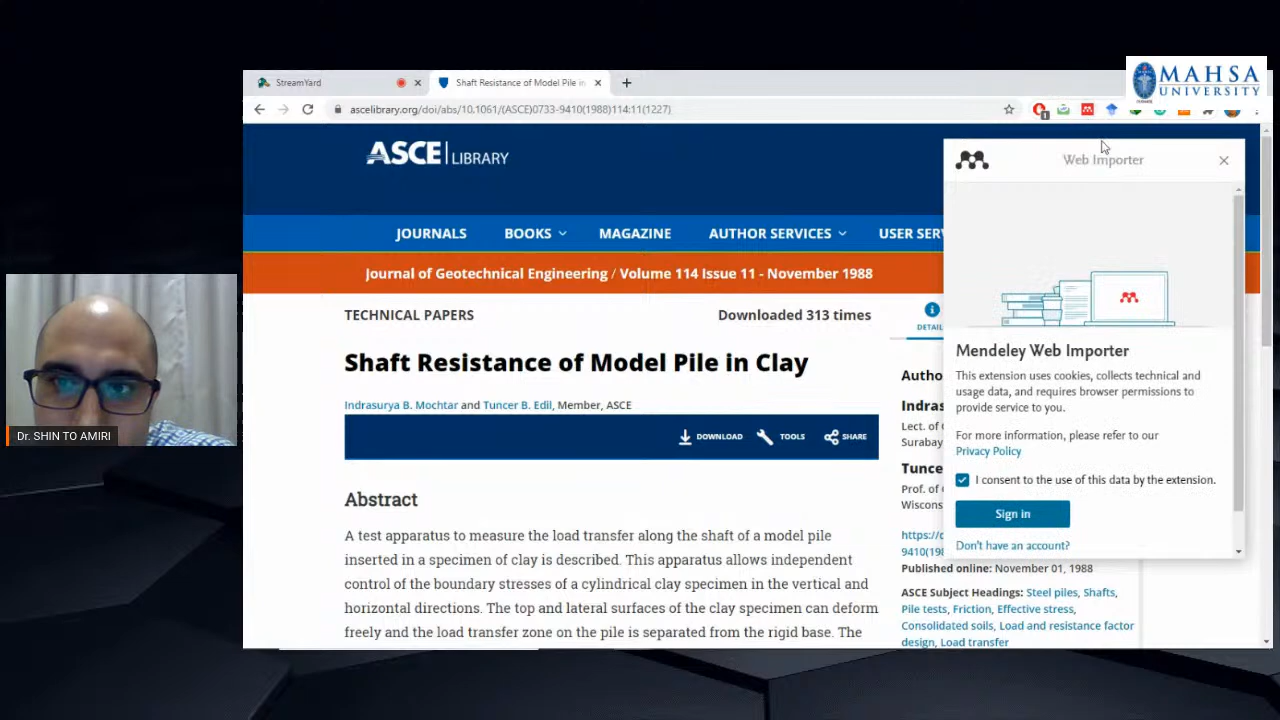 StreamYard
Shaft Resistance of Model Pile in
MAHSA
UNIVERSITY
ascelibrary.org/doi/abs/10.1061/(ASCE)0733-9410(1988)114:11(1227)
ASCE LIBRARY
JOURNALS BOOKS MAGAZINE AUTHOR SERVICES USER SERV
Journal of Geotechnical Engineering / Volume 114 Issue 11 - November 1988
TECHNICAL PAPERS
Downloaded 313 times
Shaft Resistance of Model Pile in Clay
Indrasurya B. Mochtar and Tuncer B. Edil, Member, ASCE
DOWNLOAD TOOLS SHARE
Abstract
A test apparatus to measure the load transfer along the shaft of a model pile
inserted in a specimen of clay is described. This apparatus allows independent
control of the boundary stresses of a cylindrical clay specimen in the vertical and
horizontal directions. The top and lateral surfaces of the clay specimen can deform
freely and the load transfer zone on the pile is separated from the rigid base. The
DETAIL
Autho
Indras
Lect. of
Suraba
Tunce
Prof. of
Wiscons
https://d
9410(198
Published online: November 01, 1988
ASCE Subject Headings: Steel piles, Shafts,
Pile tests, Friction, Effective stress,
Consolidated soils, Load and resistance factor
design, Load transfer
Web Importer
Mendeley Web Importer
This extension uses cookies, collects technical and
usage data, and requires browser permissions to
provide service to you.
For more information, please refer to our
Privacy Policy
I consent to the use of this data by the extension.
Sign in
Don't have an account?
Dr. SHIN TO AMIRI